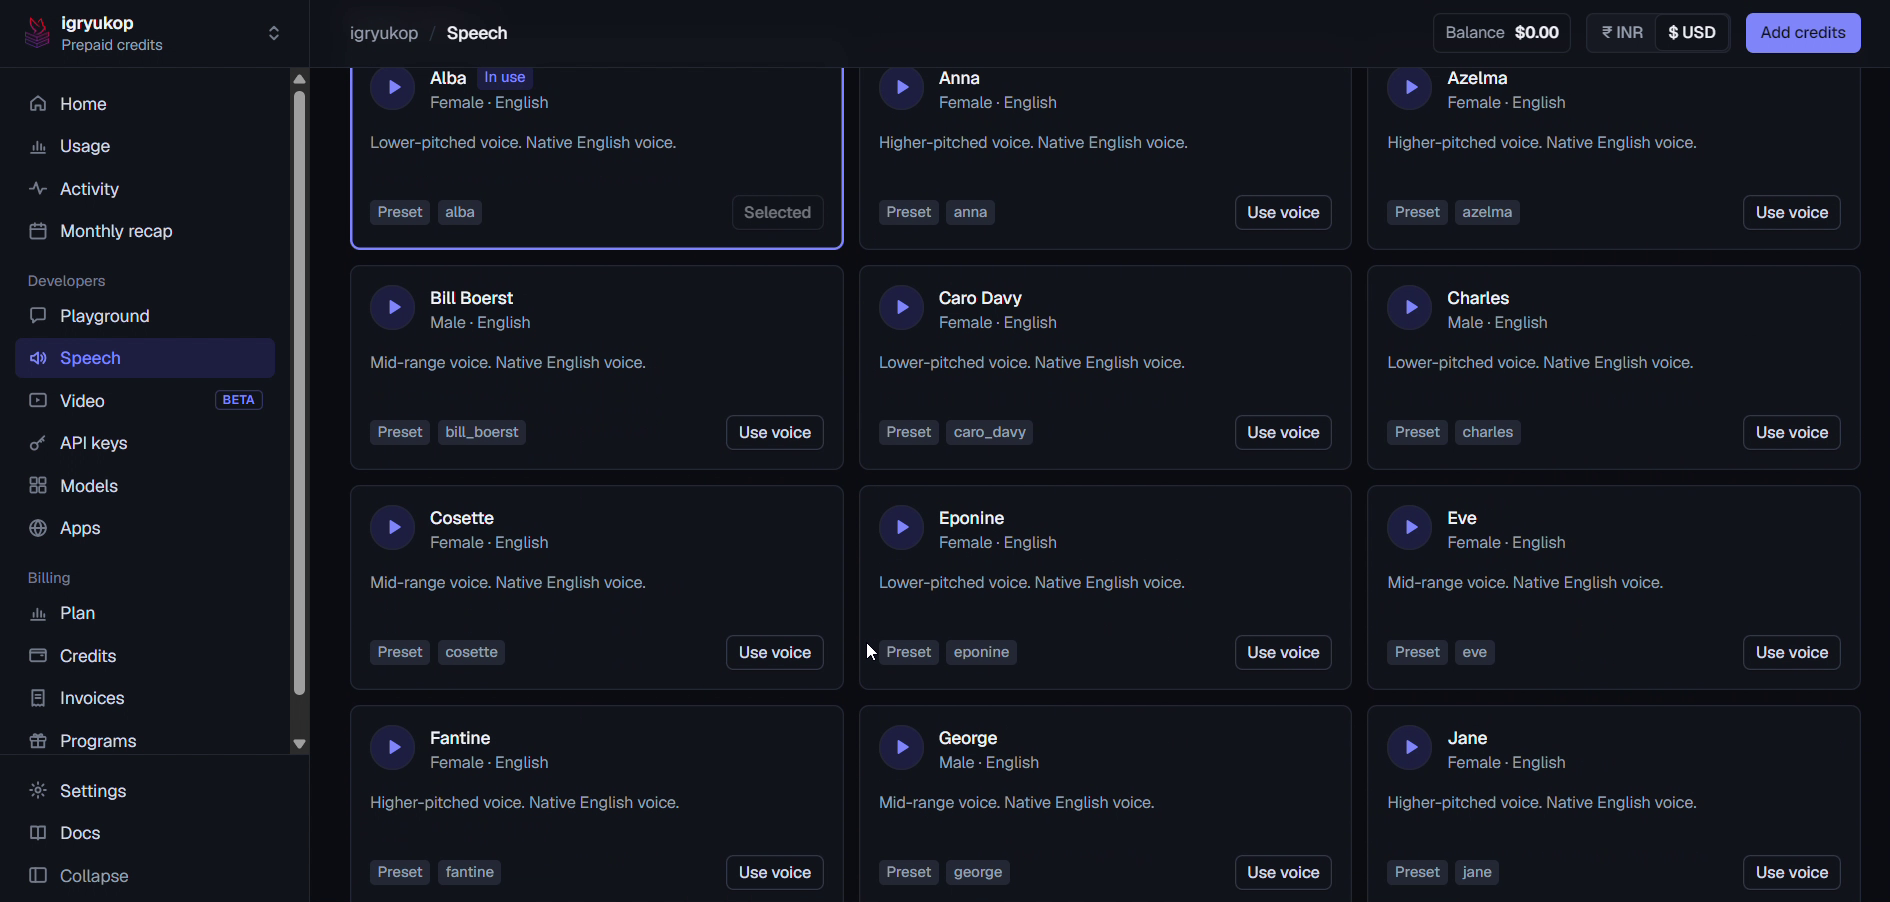 igryukop
Prepaid credits
Home
Usage
Activity
Monthly recap
Developers
Playground
Speech
Video BETA
API keys
Models
Apps
Billing
Plan
Credits
Invoices
Programs
Settings
Docs
Collapse
igryukop / Speech
Balance $0.00
₹ INR $ USD
Add credits
Alba In use
Female · English
Lower-pitched voice. Native English voice.
Preset alba Selected
Anna
Female · English
Higher-pitched voice. Native English voice.
Preset anna Use voice
Azelma
Female · English
Higher-pitched voice. Native English voice.
Preset azelma Use voice
Bill Boerst
Male · English
Mid-range voice. Native English voice.
Preset bill_boerst Use voice
Caro Davy
Female · English
Lower-pitched voice. Native English voice.
Preset caro_davy Use voice
Charles
Male · English
Lower-pitched voice. Native English voice.
Preset charles Use voice
Cosette
Female · English
Mid-range voice. Native English voice.
Preset cosette Use voice
Eponine
Female · English
Lower-pitched voice. Native English voice.
Preset eponine Use voice
Eve
Female · English
Mid-range voice. Native English voice.
Preset eve Use voice
Fantine
Female · English
Higher-pitched voice. Native English voice.
Preset fantine Use voice
George
Male · English
Mid-range voice. Native English voice.
Preset george Use voice
Jane
Female · English
Higher-pitched voice. Native English voice.
Preset jane Use voice